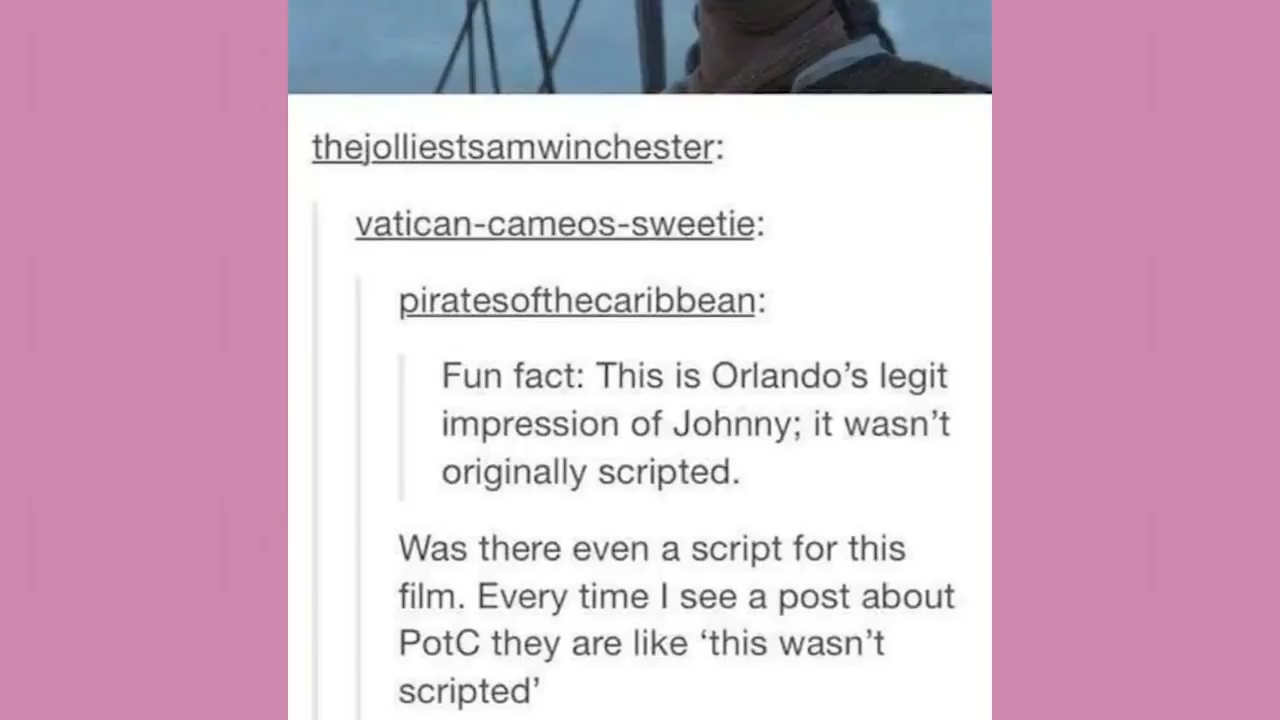 thejolliestsamwinchester:
vatican-cameos-sweetie:
piratesofthecaribbean:
Fun fact: This is Orlando’s legit
impression of Johnny; it wasn’t
originally scripted.
Was there even a script for this
film. Every time I see a post about
PotC they are like ‘this wasn’t
scripted’